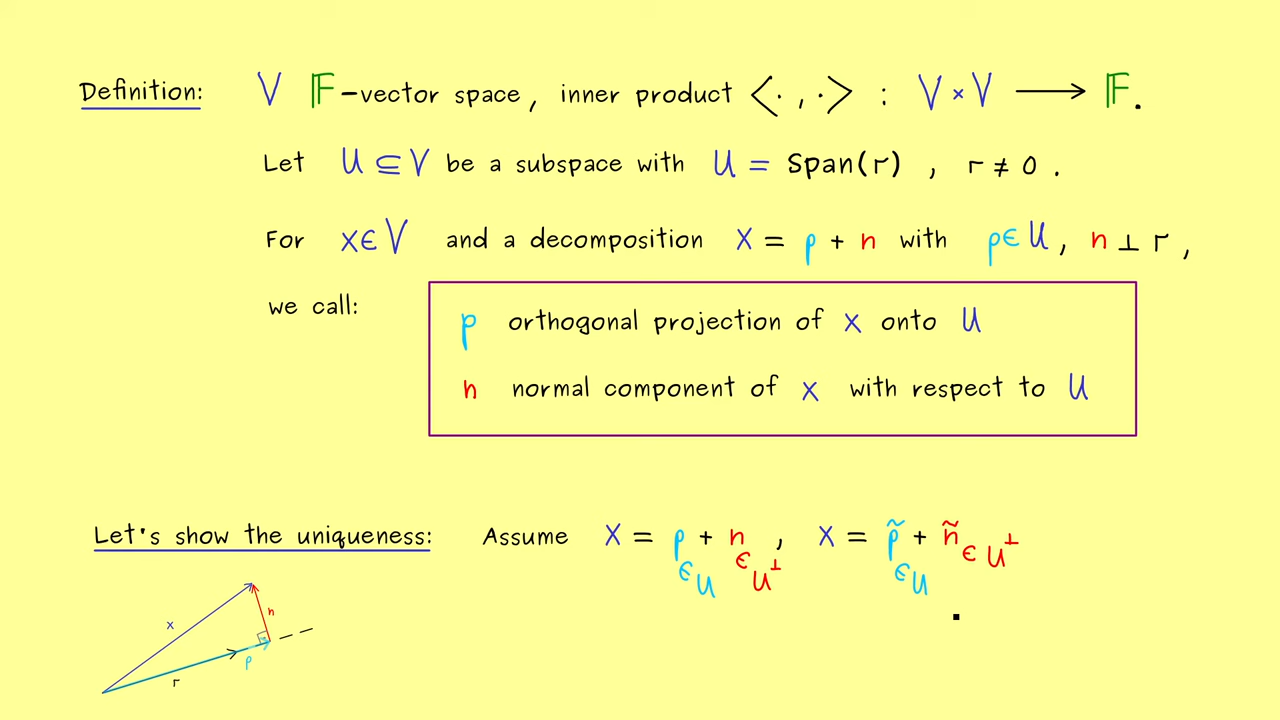 Definition: V 𝔽-vector space, inner product <·,·> : V × V ⟶ 𝔽.
Let U ⊆ V be a subspace with U = Span(r) , r ≠ 0 .
For x∈V and a decomposition x = p + n with p∈U, n ⊥ r ,
we call:
p orthogonal projection of x onto U
n normal component of x with respect to U
Let's show the uniqueness: Assume x = p + n , x = p̃ + ñ ∈ U⊥
∈U ∈U⊥ ∈U
x
n
p
r